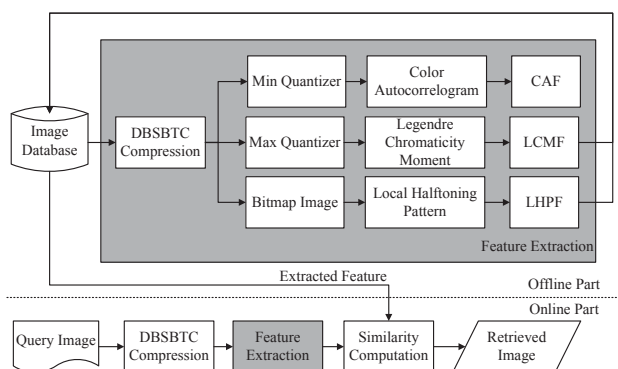 Min Quantizer
Color
Autocorrelogram
CAF
Image
Database
DBSBTC
Compression
Max Quantizer
Legendre
Chromaticity
Moment
LCMF
Bitmap Image
Local Halftoning
Pattern
LHPF
Feature Extraction
Extracted Feature
Offline Part
Online Part
Query Image
DBSBTC
Compression
Feature
Extraction
Similarity
Computation
Retrieved
Image